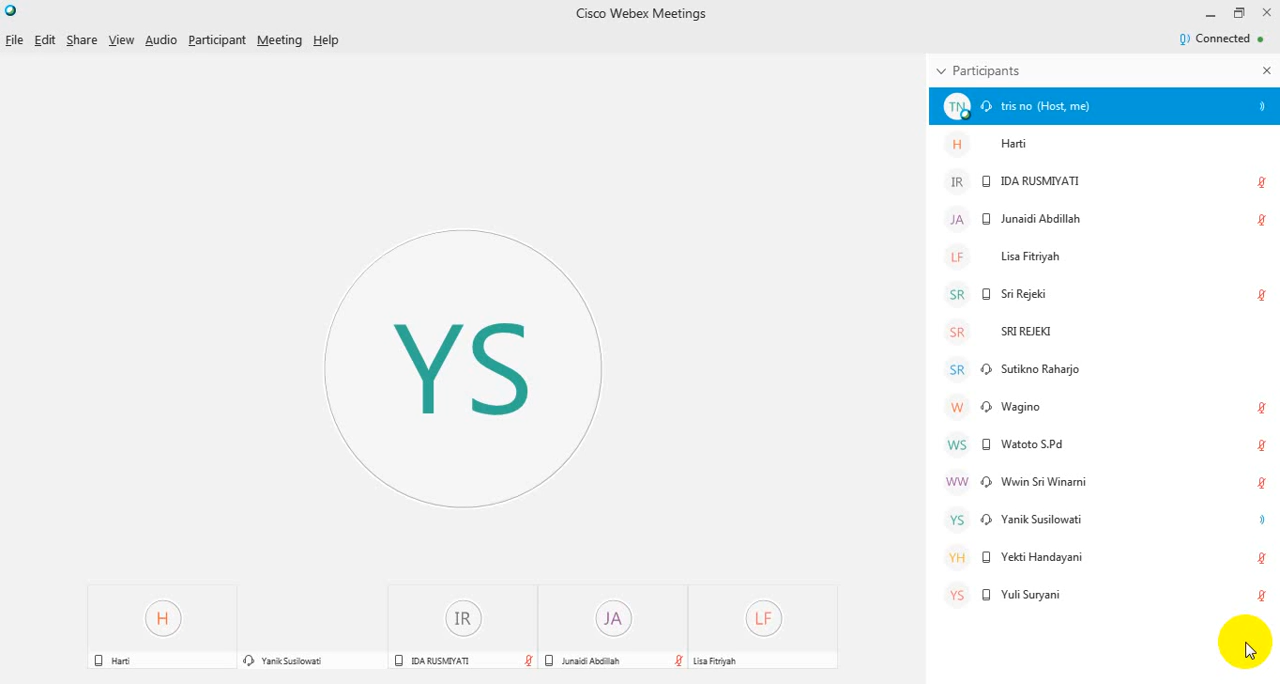 Cisco Webex Meetings
File Edit Share View Audio Participant Meeting Help
Connected
Participants
TN tris no (Host, me)
H Harti
IR IDA RUSMIYATI
JA Junaidi Abdillah
LF Lisa Fitriyah
SR Sri Rejeki
SR SRI REJEKI
SR Sutikno Raharjo
W Wagino
WS Watoto S.Pd
WW Wwin Sri Winarni
YS Yanik Susilowati
YH Yekti Handayani
YS Yuli Suryani
YS
H
IR
JA
LF
Harti
Yanik Susilowati
IDA RUSMIYATI
Junaidi Abdillah
Lisa Fitriyah